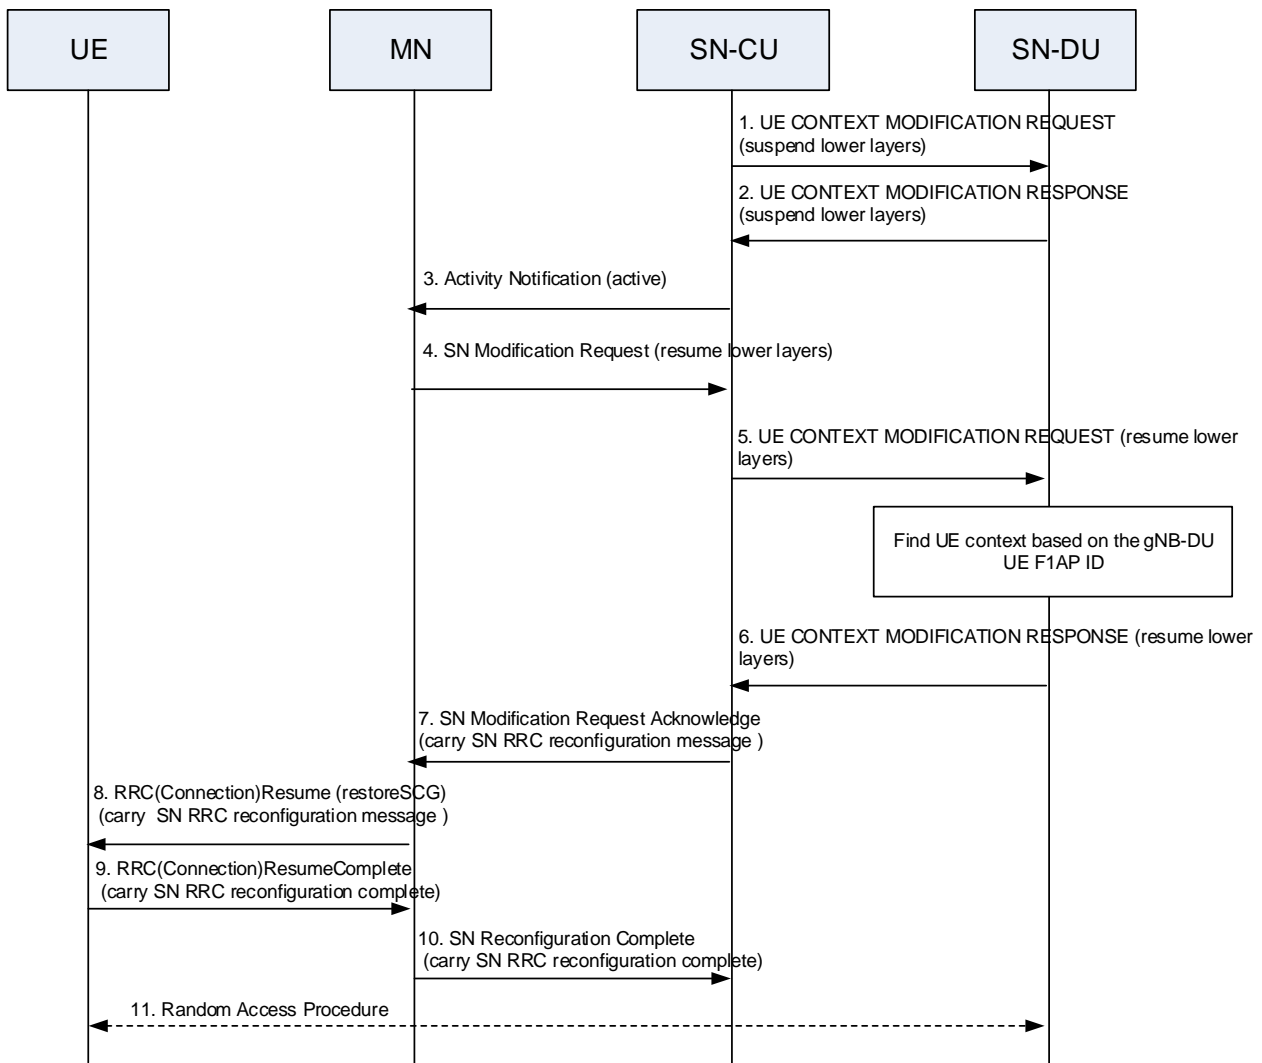 UE
MN
SN-CU
SN-DU
1. UE CONTEXT MODIFICATION REQUEST
(suspend lower layers)
2. UE CONTEXT MODIFICATION RESPONSE
(suspend lower layers)
3. Activity Notification (active)
4. SN Modification Request (resume lower layers)
5. UE CONTEXT MODIFICATION REQUEST (resume lower
layers)
Find UE context based on the gNB-DU
UE F1AP ID
6. UE CONTEXT MODIFICATION RESPONSE (resume lower
layers)
7. SN Modification Request Acknowledge
(carry SN RRC reconfiguration message )
8. RRC(Connection)Resume (restoreSCG)
(carry SN RRC reconfiguration message )
9. RRC(Connection)ResumeComplete
(carry SN RRC reconfiguration complete)
10. SN Reconfiguration Complete
(carry SN RRC reconfiguration complete)
11. Random Access Procedure